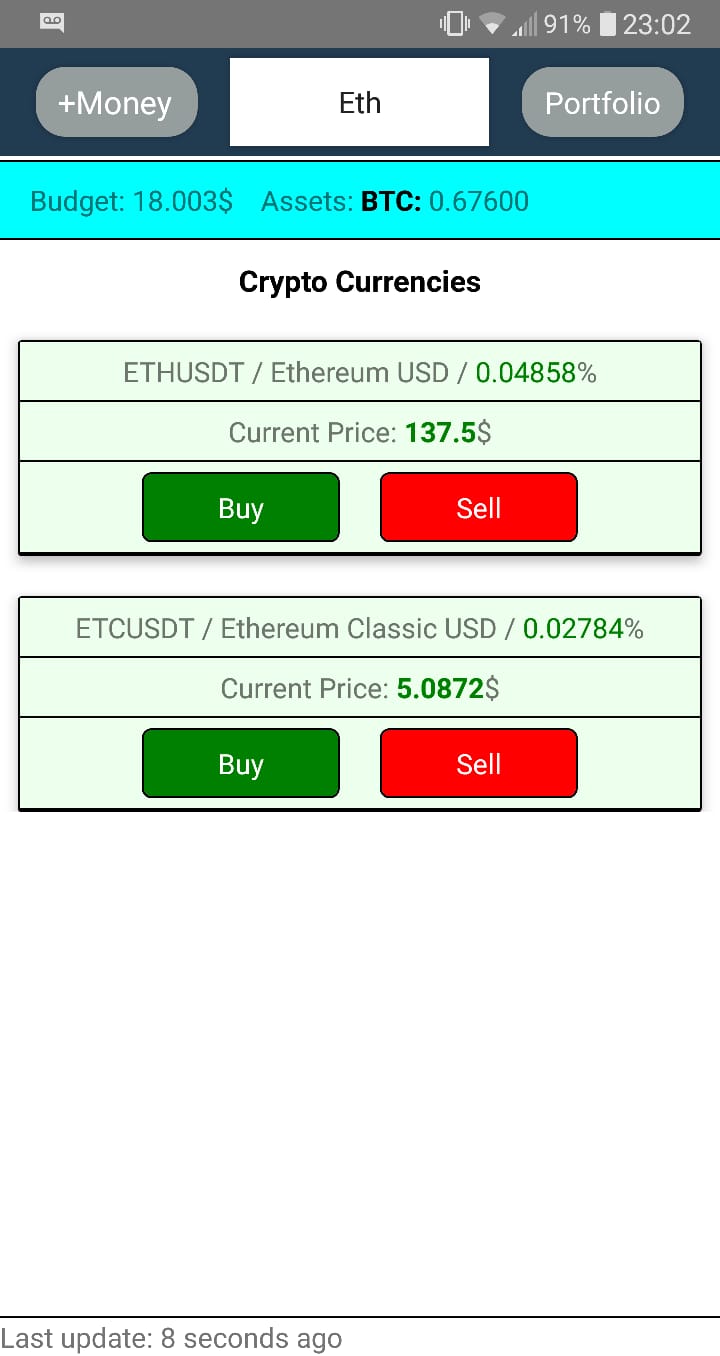 91% 23:02
+Money Eth Portfolio
Budget: 18.003$ Assets: BTC: 0.67600
Crypto Currencies
ETHUSDT / Ethereum USD / 0.04858%
Current Price: 137.5$
Buy Sell
ETCUSDT / Ethereum Classic USD / 0.02784%
Current Price: 5.0872$
Buy Sell
Last update: 8 seconds ago